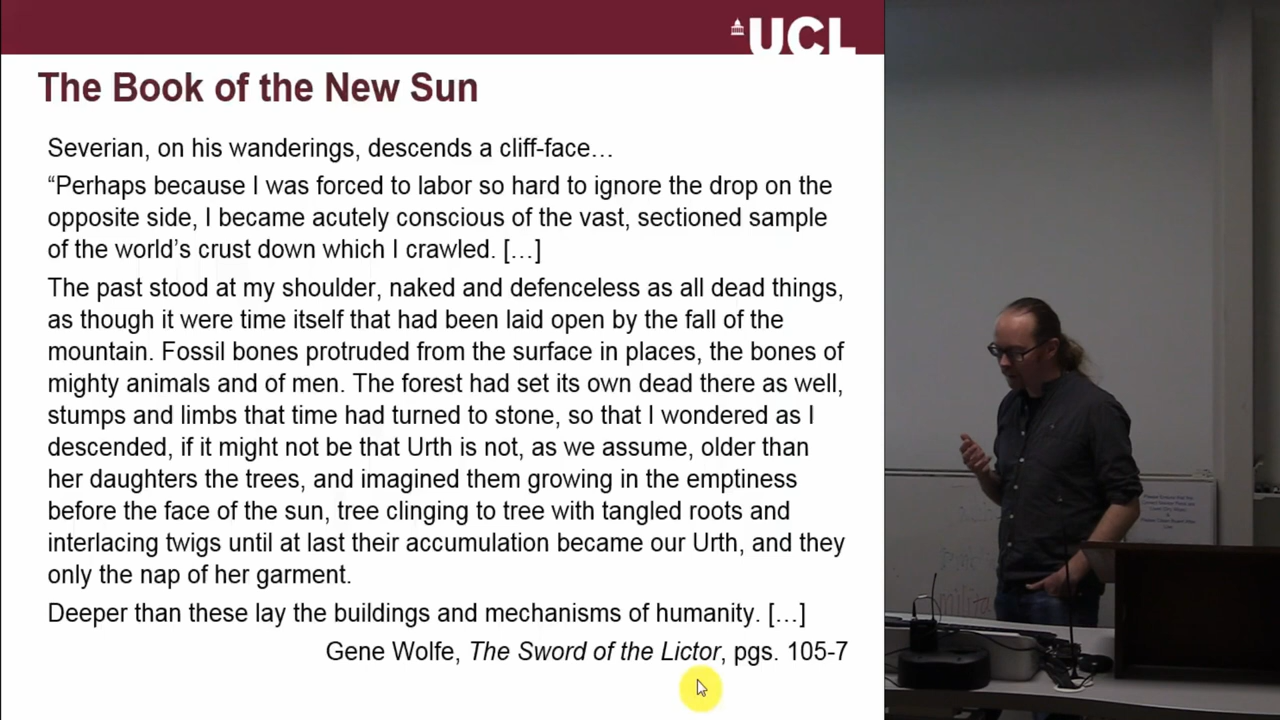 UCL
The Book of the New Sun
Severian, on his wanderings, descends a cliff-face…
“Perhaps because I was forced to labor so hard to ignore the drop on the
opposite side, I became acutely conscious of the vast, sectioned sample
of the world’s crust down which I crawled. […]
The past stood at my shoulder, naked and defenceless as all dead things,
as though it were time itself that had been laid open by the fall of the
mountain. Fossil bones protruded from the surface in places, the bones of
mighty animals and of men. The forest had set its own dead there as well,
stumps and limbs that time had turned to stone, so that I wondered as I
descended, if it might not be that Urth is not, as we assume, older than
her daughters the trees, and imagined them growing in the emptiness
before the face of the sun, tree clinging to tree with tangled roots and
interlacing twigs until at last their accumulation became our Urth, and they
only the nap of her garment.
Deeper than these lay the buildings and mechanisms of humanity. […]
Gene Wolfe, The Sword of the Lictor, pgs. 105-7